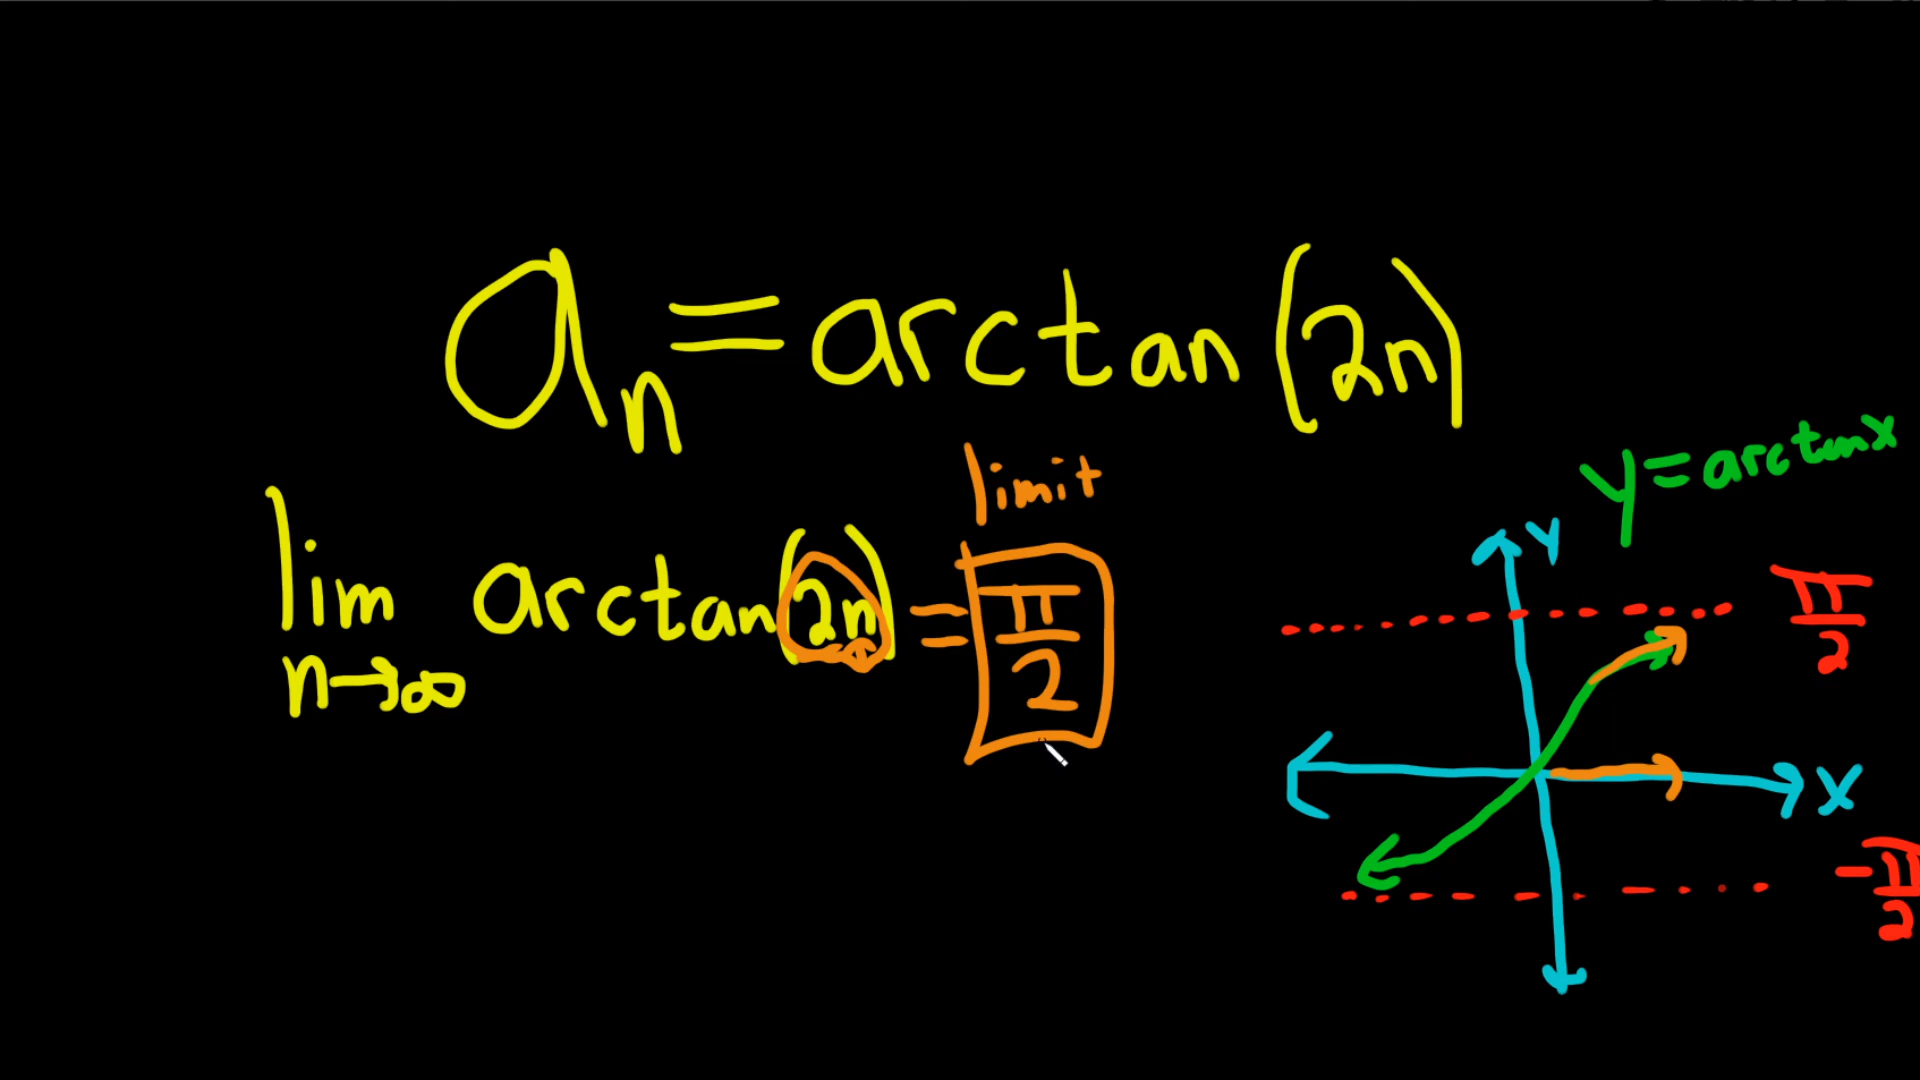 aₙ = arctan(2n)
limit
lim n→∞ arctan(2n) = π/2
y = arctan x
Y
π/2
X
-π/2